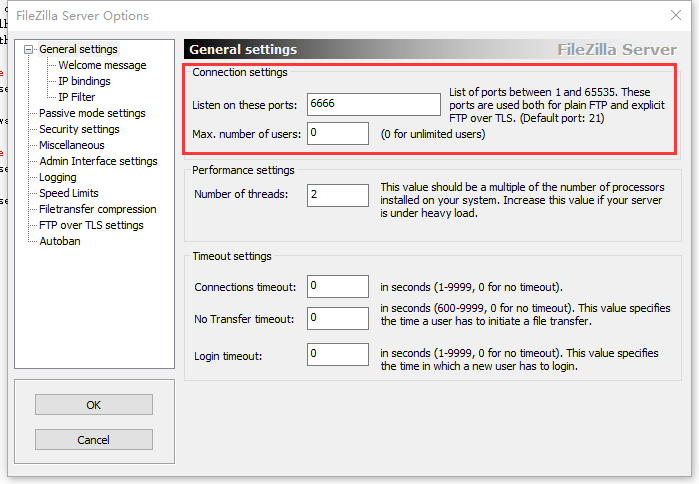 FileZilla Server Options
General settings
Welcome message
IP bindings
IP Filter
Passive mode settings
Security settings
Miscellaneous
Admin Interface settings
Logging
Speed Limits
Filetransfer compression
FTP over TLS settings
Autoban
OK
Cancel
General settings
FileZilla Server
Connection settings
Listen on these ports:
6666
List of ports between 1 and 65535. These
ports are used both for plain FTP and explicit
FTP over TLS. (Default port: 21)
Max. number of users:
0
(0 for unlimited users)
Performance settings
Number of threads:
2
This value should be a multiple of the number of processors
installed on your system. Increase this value if your server
is under heavy load.
Timeout settings
Connections timeout:
0
in seconds (1-9999, 0 for no timeout).
No Transfer timeout:
0
in seconds (600-9999, 0 for no timeout). This value specifies
the time a user has to initiate a file transfer.
Login timeout:
0
in seconds (1-9999, 0 for no timeout). This value specifies
the time in which a new user has to login.